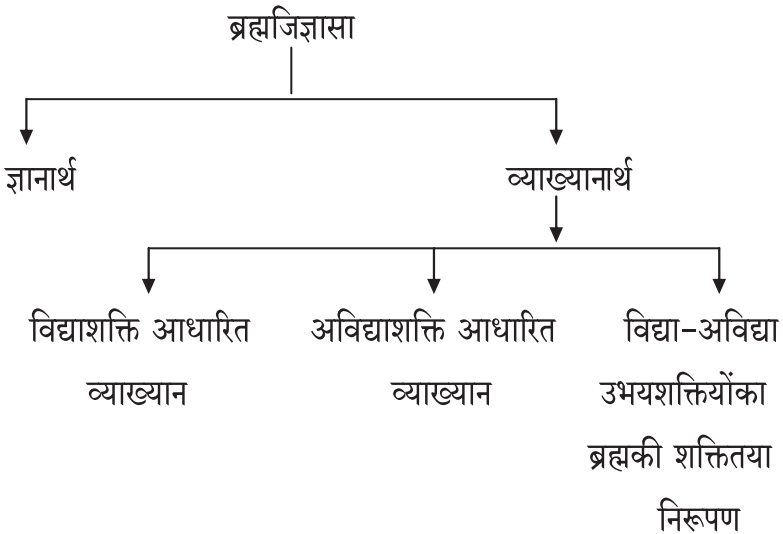 ब्रह्मजिज्ञासा
ज्ञानार्थ
व्याख्यानार्थ
विद्याशक्ति आधारित
व्याख्यान
अविद्याशक्ति आधारित
व्याख्यान
विद्या-अविद्या
उभयशक्तियोंका
ब्रह्मकी शक्तितया
निरूपण